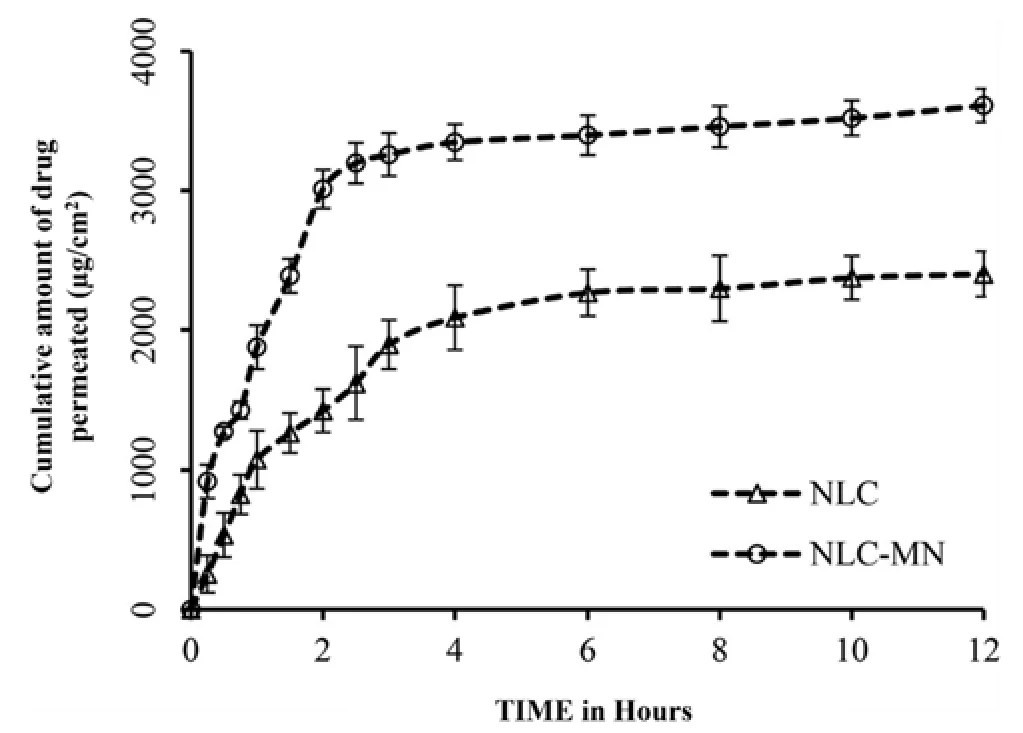 Cumulative amount of drug
permeated (µg/cm²)
4000
3000
2000
1000
0
0 2 4 6 8 10 12
TIME in Hours
NLC
NLC-MN